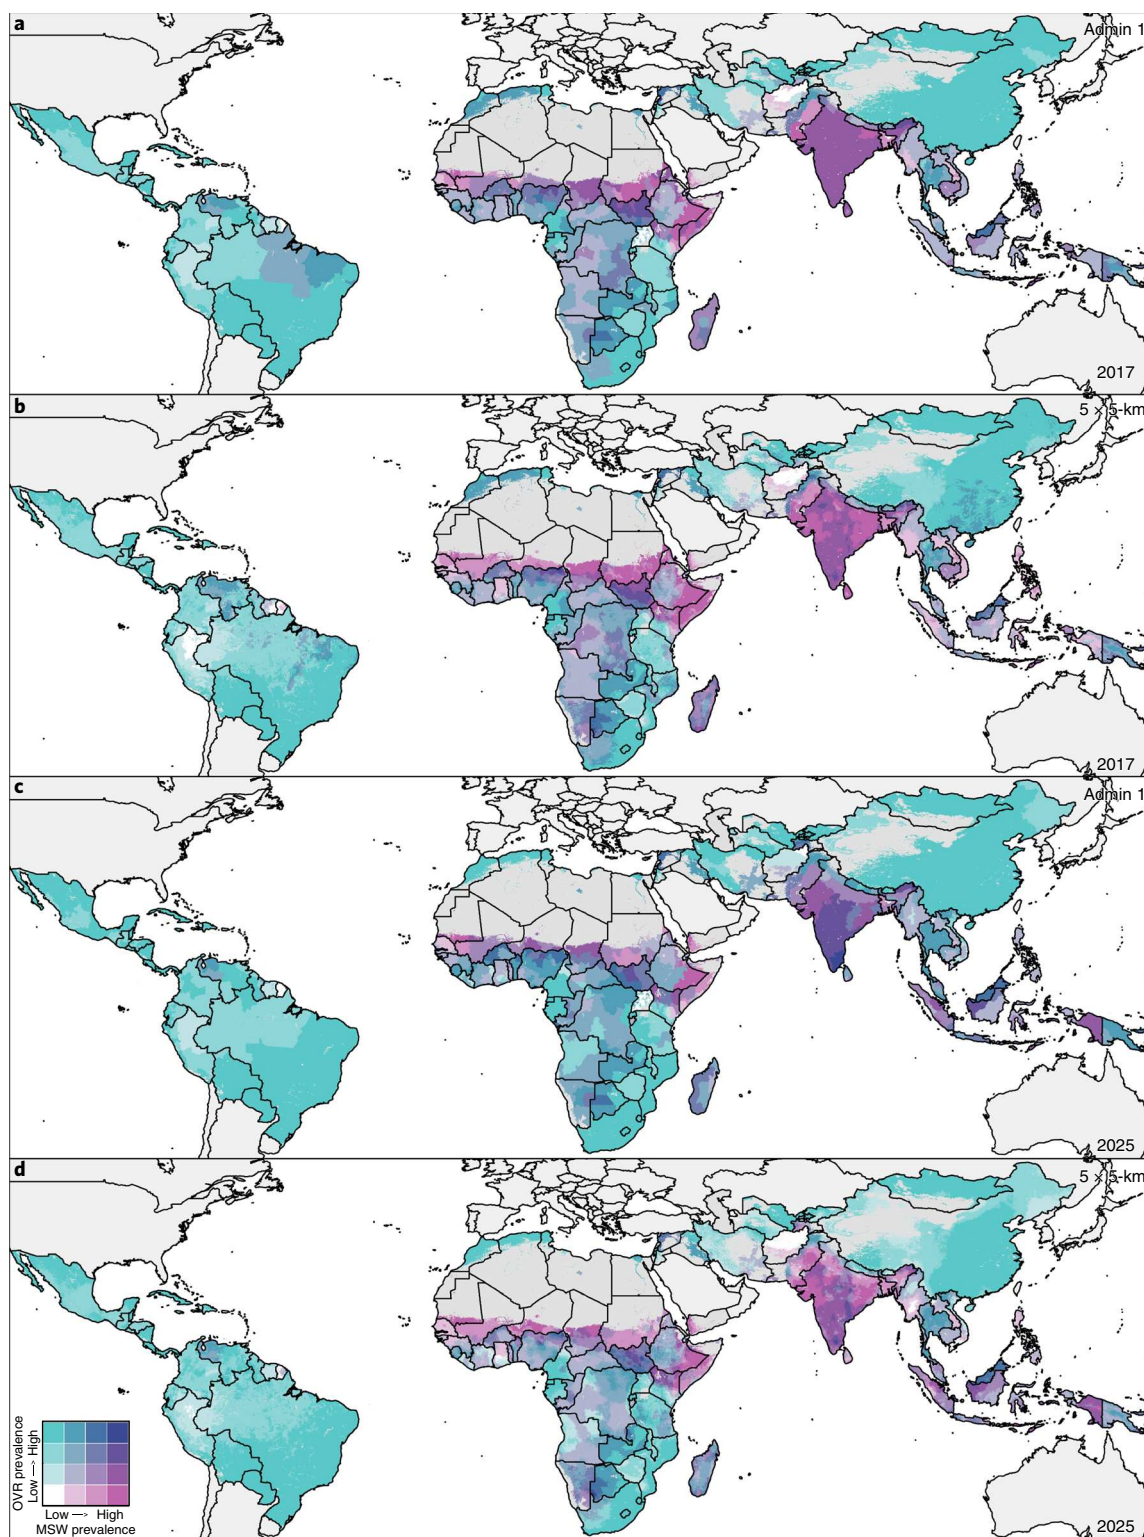 a
Admin 1
2017
b
5 × 5-km
2017
c
Admin 1
2025
d
5 × 5-km
OVR prevalence
Low —> High
Low —> High
MSW prevalence
2025